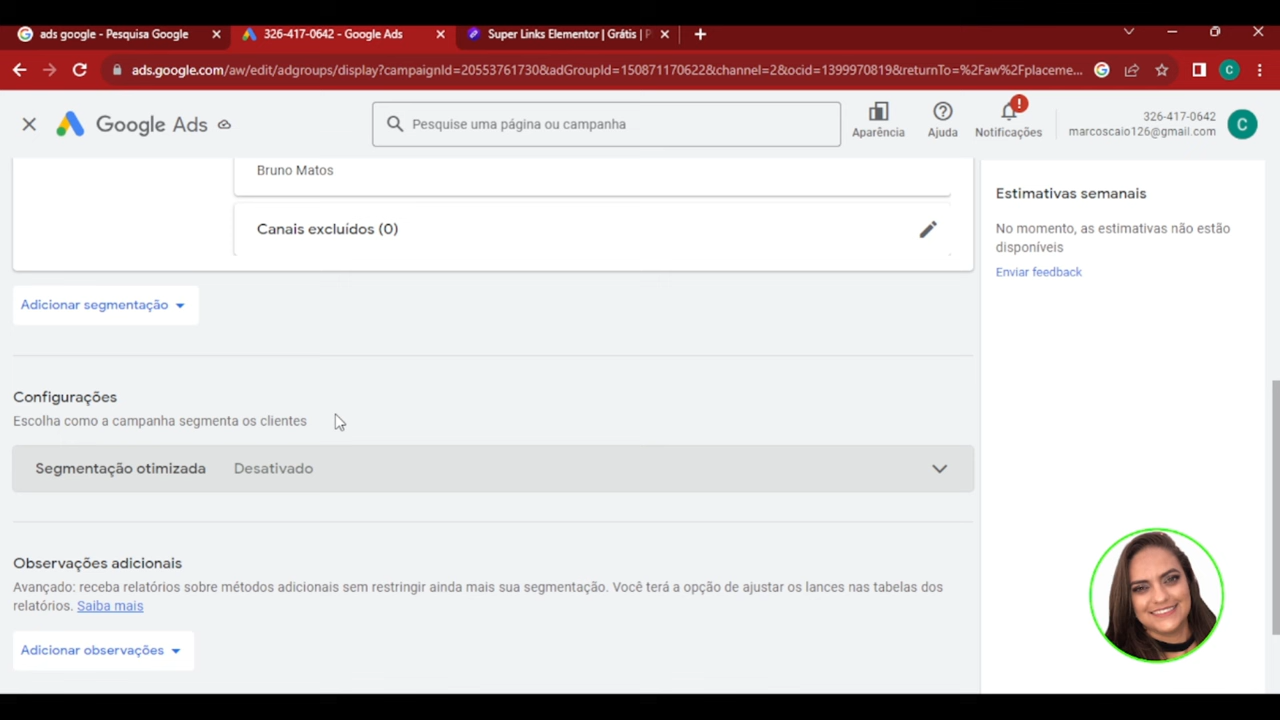 ads google - Pesquisa Google
326-417-0642 - Google Ads
Super Links Elementor | Grátis | P
ads.google.com/aw/edit/adgroups/display?campaignId=20553761730&adGroupId=150871170622&channel=2&ocid=1399970819&returnTo=%2Faw%2Fplaceme...
C
Google Ads
Pesquise uma página ou campanha
Aparência
Ajuda
Notificações
326-417-0642
marcoscaio126@gmail.com
C
Bruno Matos
Canais excluídos (0)
Estimativas semanais
No momento, as estimativas não estão
disponíveis
Enviar feedback
Adicionar segmentação
Configurações
Escolha como a campanha segmenta os clientes
Segmentação otimizada Desativado
Observações adicionais
Avançado: receba relatórios sobre métodos adicionais sem restringir ainda mais sua segmentação. Você terá a opção de ajustar os lances nas tabelas dos
relatórios. Saiba mais
Adicionar observações